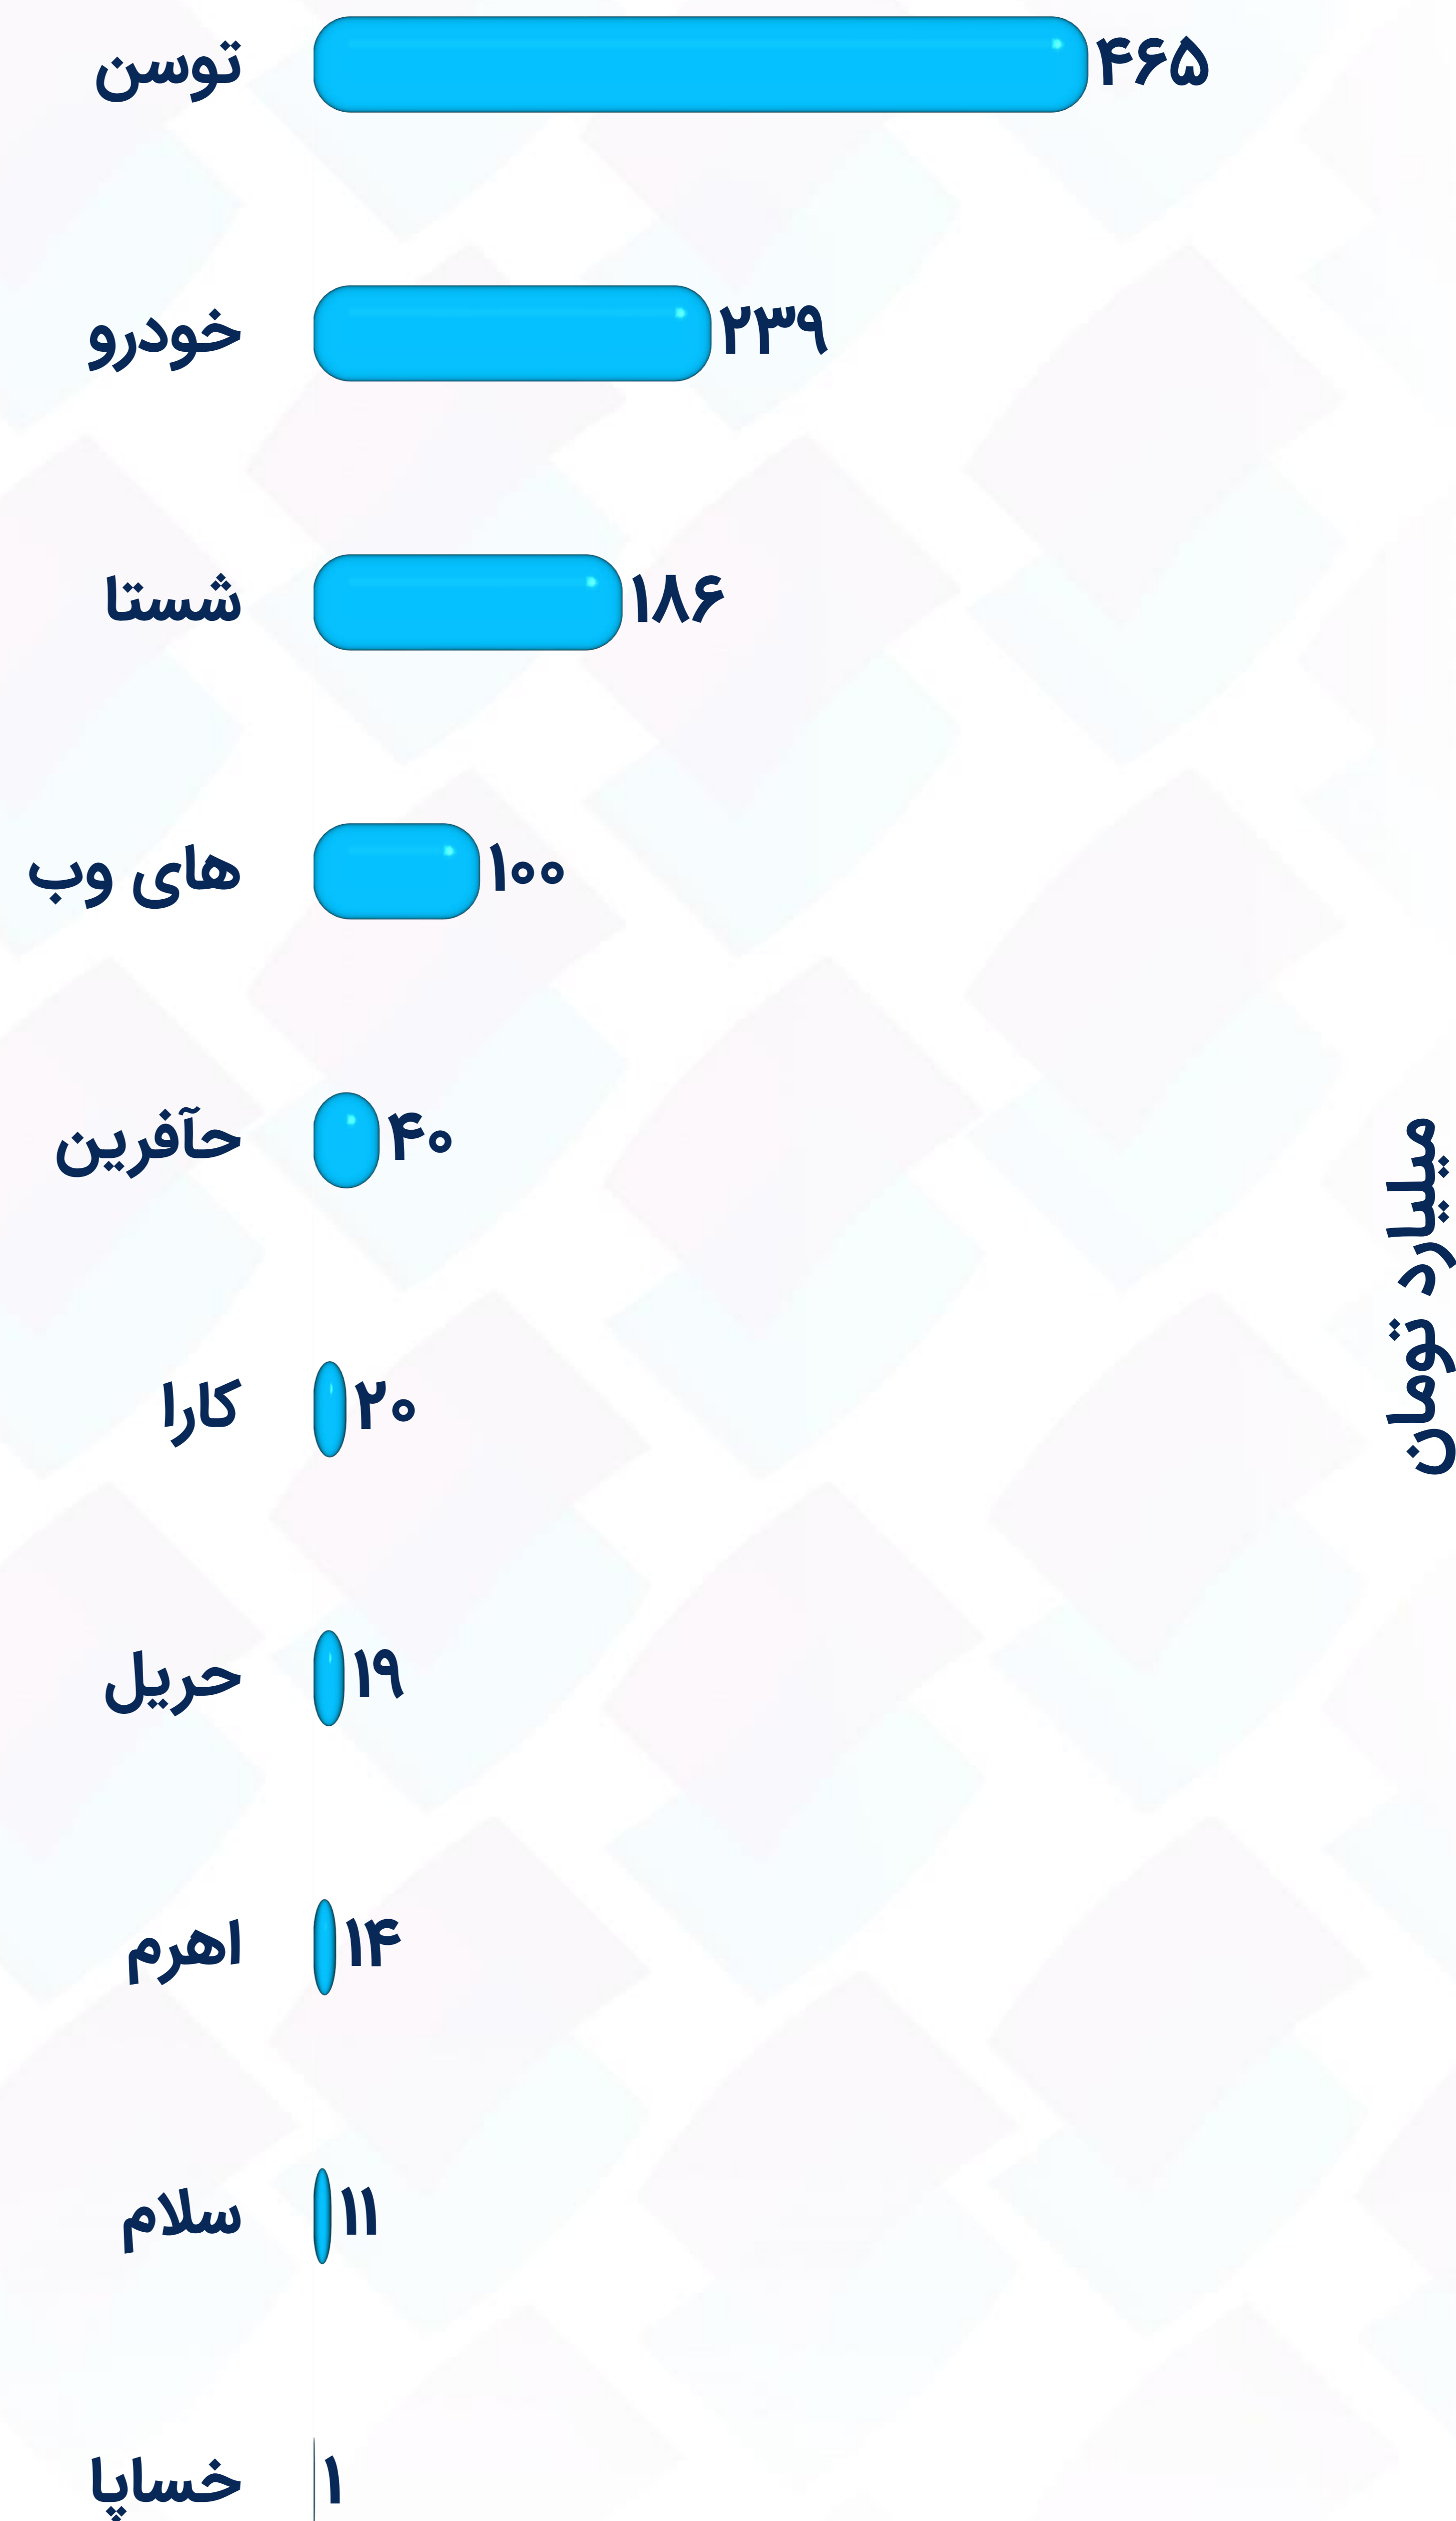 توسن ۴۶۵
خودرو ۲۳۹
شستا ۱۸۶
های وب ۱۰۰
حآفرین ۴۰
کارا ۲۰
حریل ۱۹
اهرم ۱۴
سلام ۱۱
خساپا ۱
میلیارد تومان